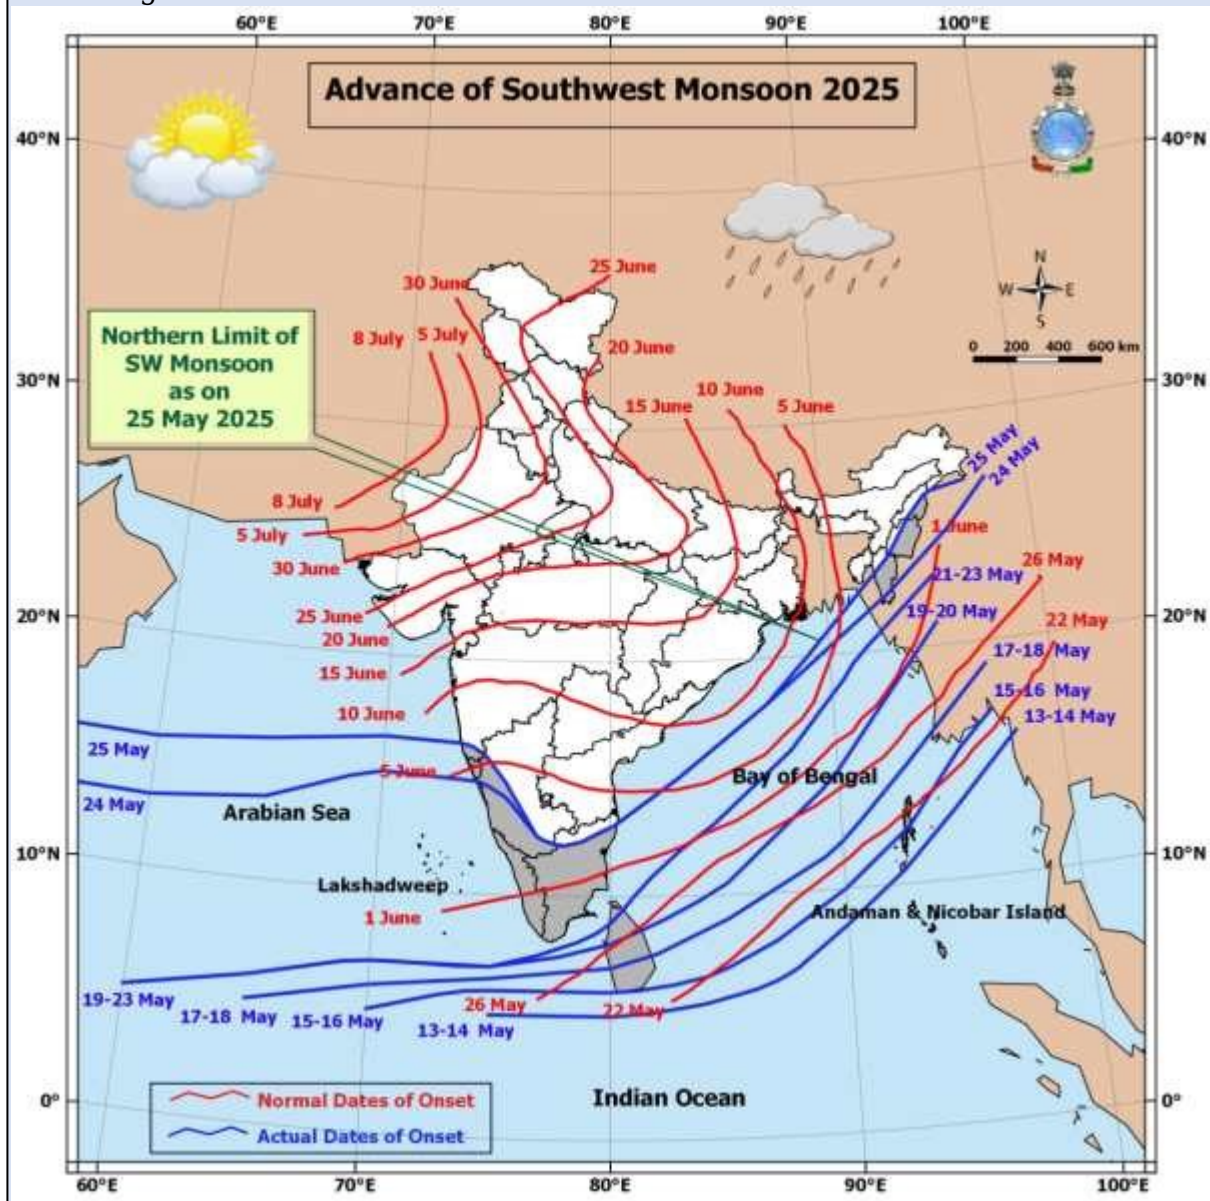 60°E 70°E 80°E 90°E 100°E
Advance of Southwest Monsoon 2025
40°N 40°N
N
W E
S
25 June
30 June
Northern Limit of
SW Monsoon
as on
25 May 2025
8 July 5 July
20 June
0 200 400 600 km
30°N 30°N
10 June
15 June 5 June
25 May
24 May
8 July
5 July
1 June
30 June
26 May
21-23 May
25 June
19-20 May
20°N 20°N
22 May
20 June
17-18 May
15 June
15-16 May
10 June
13-14 May
25 May
5 June
Bay of Bengal
24 May
Arabian Sea
10°N 10°N
Lakshadweep
1 June
Andaman & Nicobar Island
19-23 May
17-18 May
15-16 May
26 May
22 May
13-14 May
Indian Ocean
0° 0°
Normal Dates of Onset
Actual Dates of Onset
60°E 70°E 80°E 90°E 100°E